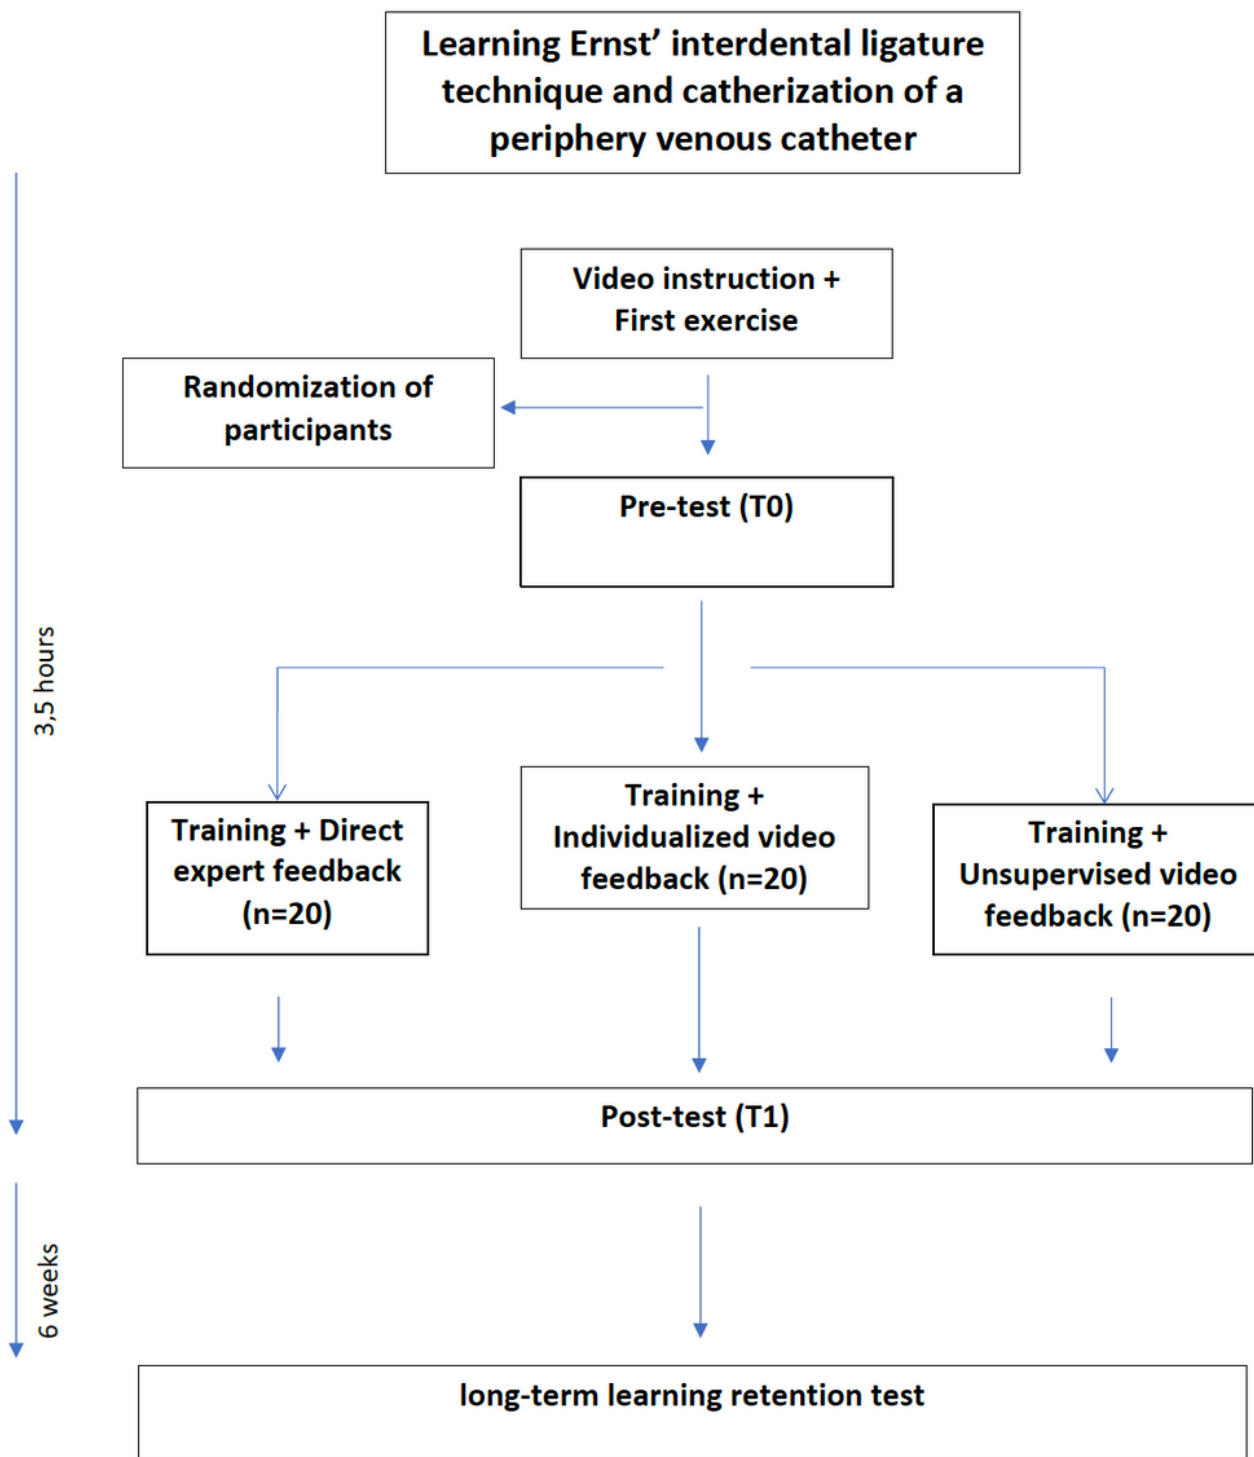 Learning Ernst’ interdental ligature
technique and catherization of a
periphery venous catheter
Video instruction +
First exercise
Randomization of
participants
Pre-test (T0)
3,5 hours
Training + Direct
expert feedback
(n=20)
Training +
Individualized video
feedback (n=20)
Training +
Unsupervised video
feedback (n=20)
Post-test (T1)
6 weeks
long-term learning retention test